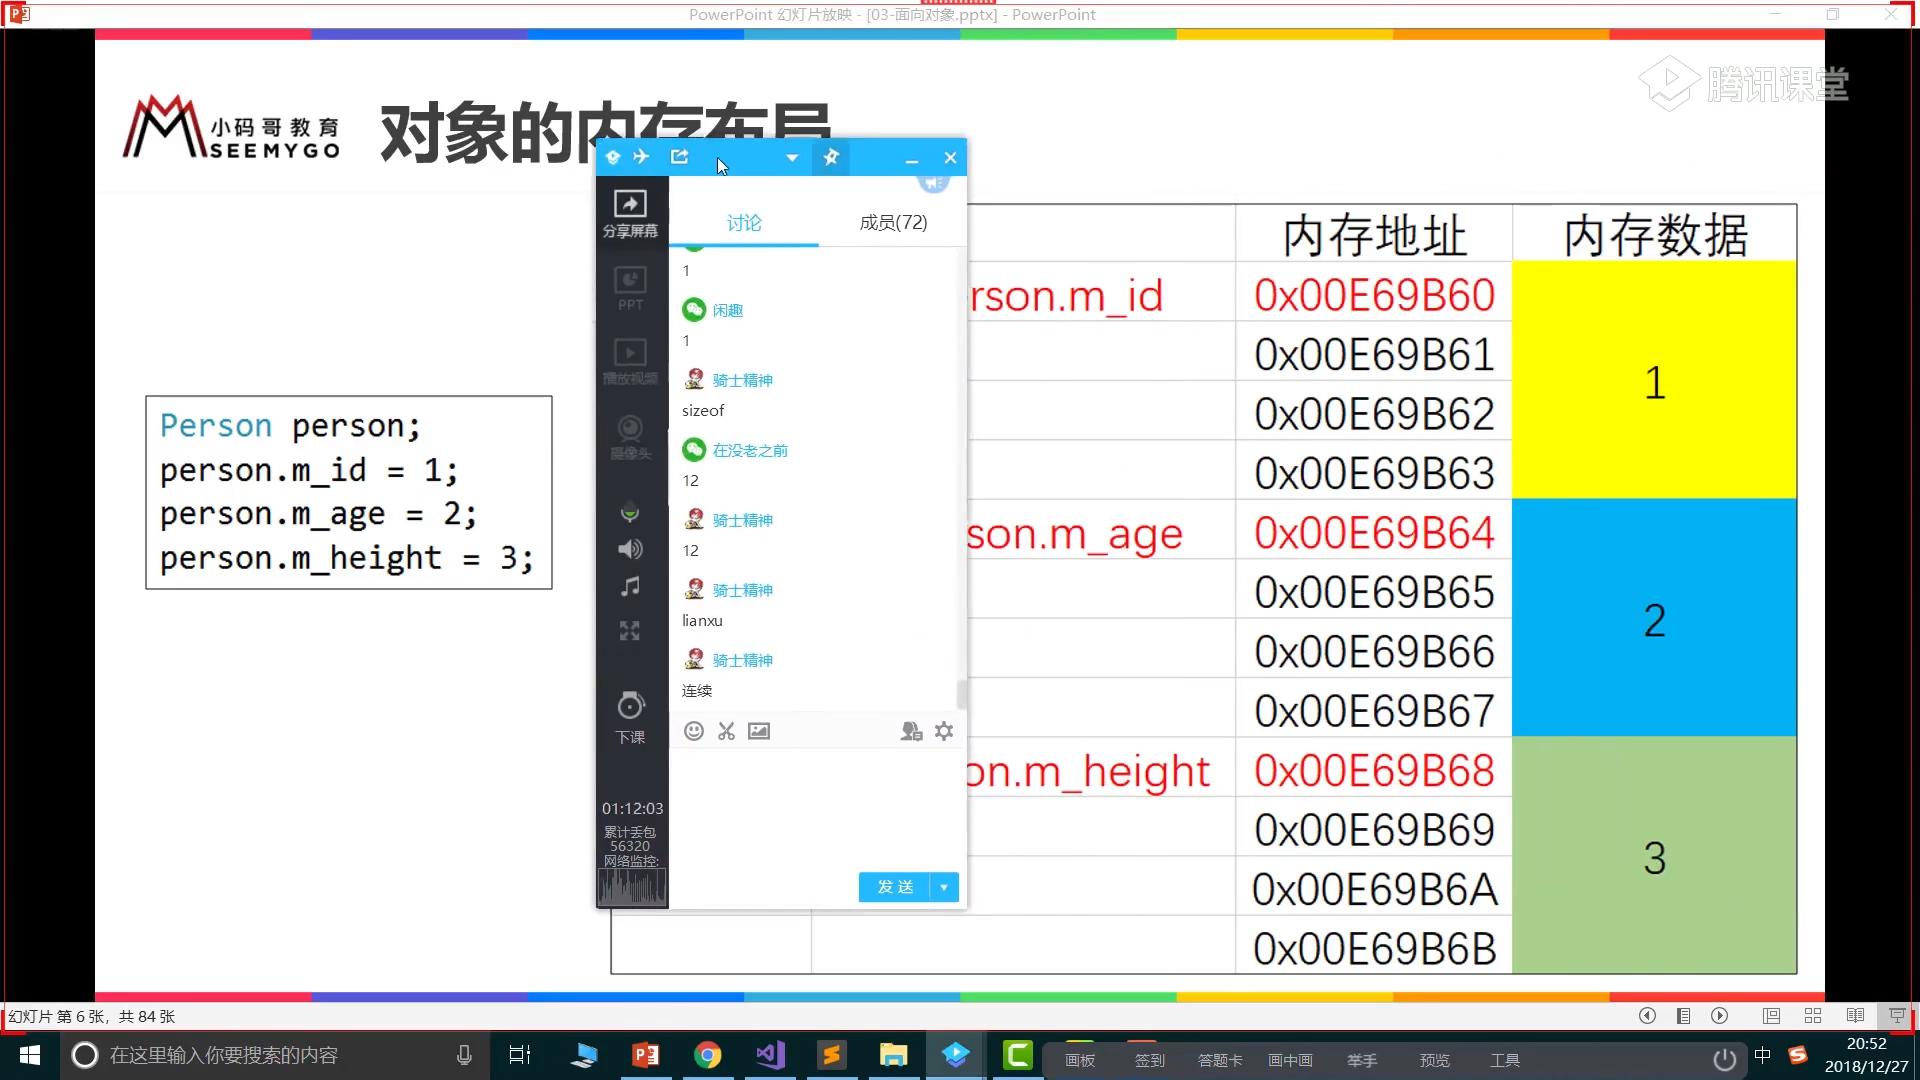 PowerPoint 幻灯片放映 - [03-面向对象.pptx] - PowerPoint
腾讯课堂
小码哥教育
SEEMYGO
对象的内存布局
Person person;
person.m_id = 1;
person.m_age = 2;
person.m_height = 3;
分享屏幕
PPT
播放视频
摄像头
下课
01:12:03
累计丢包
56320
网络监控:
讨论
成员(72)
1
闲趣
1
骑士精神
sizeof
在没老之前
12
骑士精神
12
骑士精神
lianxu
骑士精神
连续
发送
内存地址 内存数据
rson.m_id 0x00E69B60
0x00E69B61
1
0x00E69B62
0x00E69B63
son.m_age 0x00E69B64
0x00E69B65
2
0x00E69B66
0x00E69B67
on.m_height 0x00E69B68
0x00E69B69
3
0x00E69B6A
0x00E69B6B
幻灯片 第 6 张，共 84 张
在这里输入你要搜索的内容
画板 签到 答题卡 画中画 举手 预览 工具
中
20:52
2018/12/27